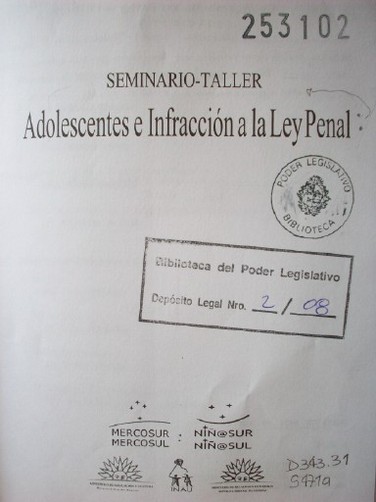 253102
SEMINARIO-TALLER
Adolescentes e Infracción a la Ley Penal :
PODER LEGISLATIVO
BIBLIOTECA
Biblioteca del Poder Legislativo
Depósito Legal Nro. 2 / 08
MERCOSUR
MERCOSUL
NIÑ@SUR
NIÑ@SUL
INAU
D343.31
S471a